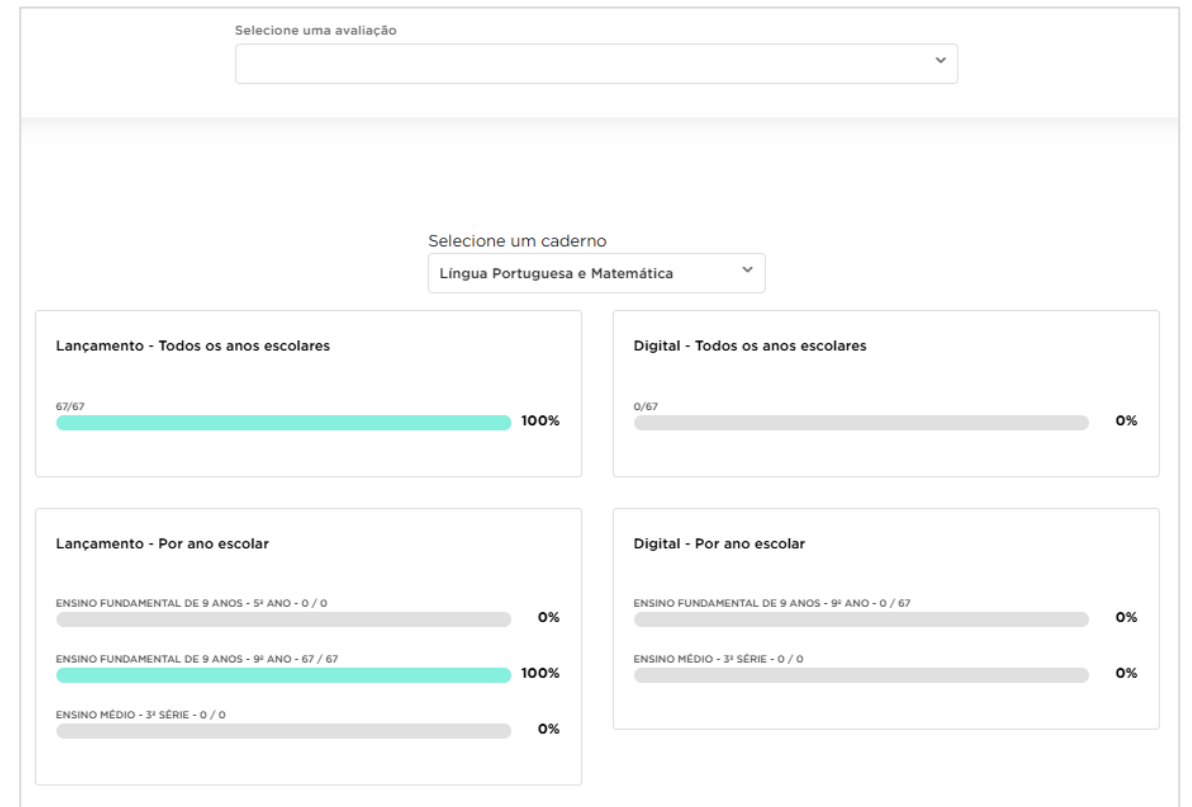 Selecione uma avaliação
Selecione um caderno
Língua Portuguesa e Matemática
Lançamento - Todos os anos escolares
67/67
100%
Digital - Todos os anos escolares
0/67
0%
Lançamento - Por ano escolar
ENSINO FUNDAMENTAL DE 9 ANOS - 5º ANO - 0 / 0
0%
ENSINO FUNDAMENTAL DE 9 ANOS - 9º ANO - 67 / 67
100%
ENSINO MÉDIO - 3ª SÉRIE - 0 / 0
0%
Digital - Por ano escolar
ENSINO FUNDAMENTAL DE 9 ANOS - 9º ANO - 0 / 67
0%
ENSINO MÉDIO - 3ª SÉRIE - 0 / 0
0%